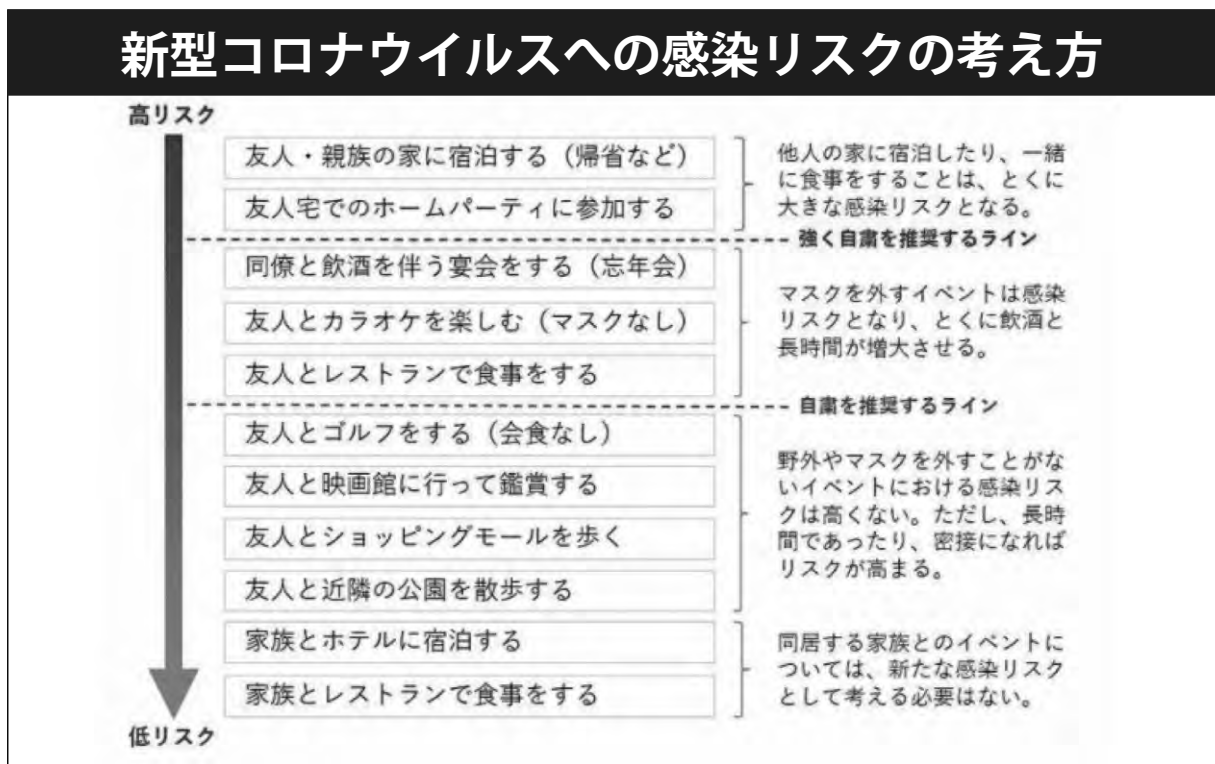 新型コロナウイルスへの感染リスクの考え方
高リスク
友人・親族の家に宿泊する（帰省など）
友人宅でのホームパーティに参加する
他人の家に宿泊したり、一緒
に食事をすることは、とくに
大きな感染リスクとなる。
強く自粛を推奨するライン
同僚と飲酒を伴う宴会をする（忘年会）
友人とカラオケを楽しむ（マスクなし）
友人とレストランで食事をする
マスクを外すイベントは感染
リスクとなり、とくに飲酒と
長時間が増大させる。
自粛を推奨するライン
友人とゴルフをする（会食なし）
友人と映画館に行って鑑賞する
友人とショッピングモールを歩く
友人と近隣の公園を散歩する
野外やマスクを外すことがな
いイベントにおける感染リス
クは高くない。ただし、長時
間であったり、密接になれば
リスクが高まる。
家族とホテルに宿泊する
家族とレストランで食事をする
同居する家族とのイベントに
ついては、新たな感染リスク
として考える必要はない。
低リスク